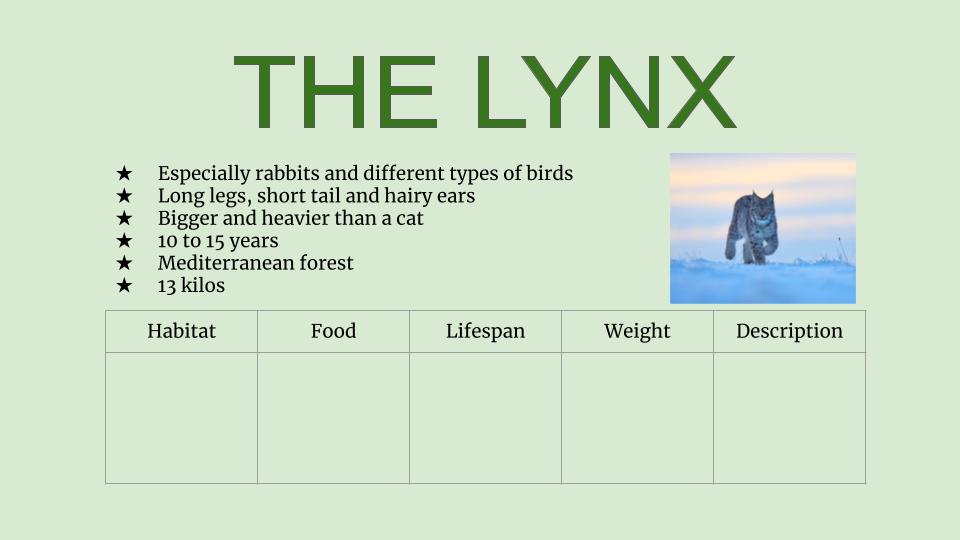 THE LYNX
★ Especially rabbits and different types of birds
★ Long legs, short tail and hairy ears
★ Bigger and heavier than a cat
★ 10 to 15 years
★ Mediterranean forest
★ 13 kilos
Habitat Food Lifespan Weight Description